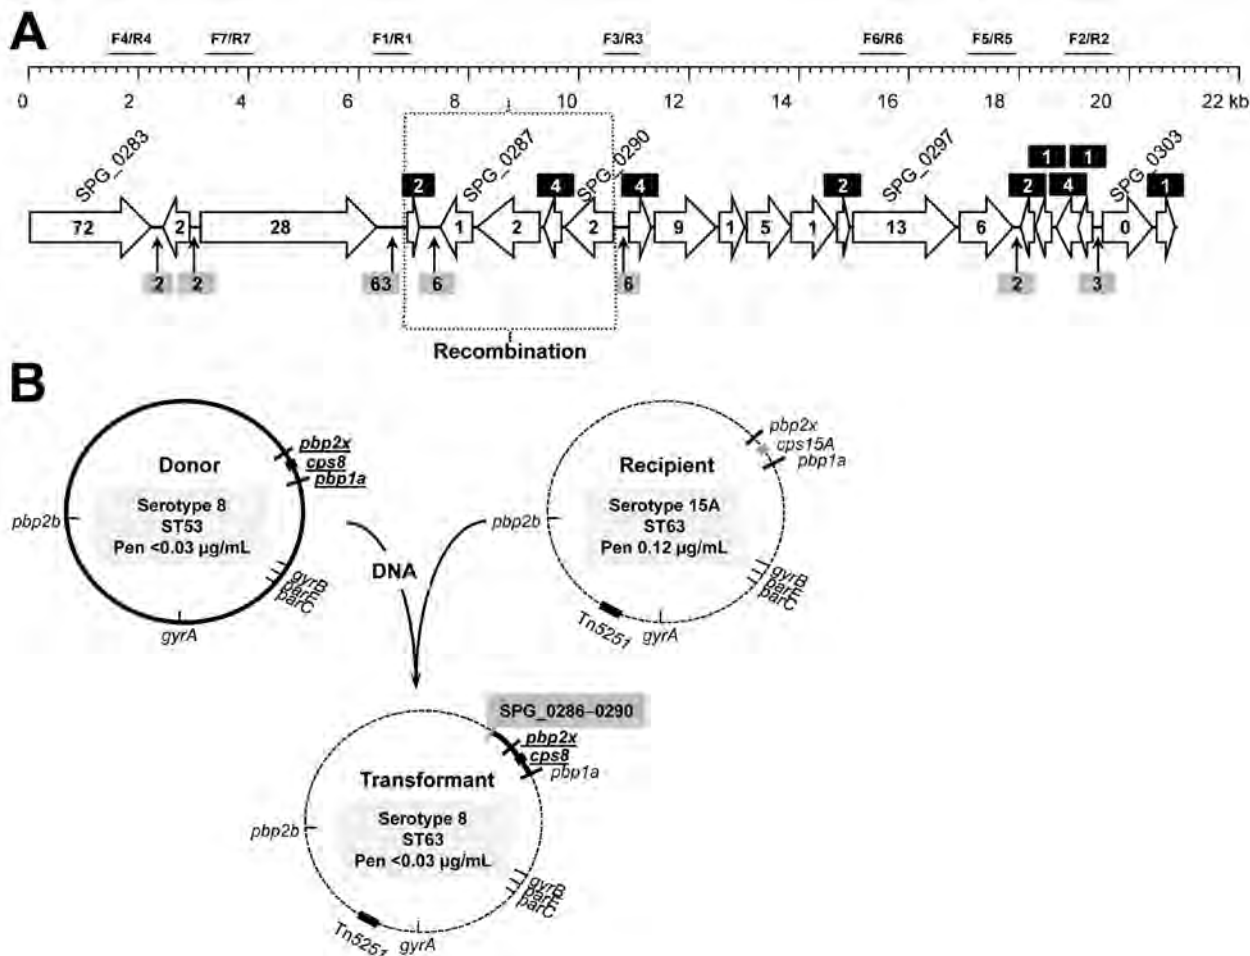 A
F4/R4 F7/R7 F1/R1 F3/R3 F6/R6 F5/R5 F2/R2
0 2 4 6 8 10 12 14 16 18 20 22 kb
SPG_0283 SPG_0287 SPG_0290 SPG_0297 SPG_0303
1 1
2 4 4 2 2 4 1
72 2 28 1 2 2 9 1 5 1 13 6 0
2 2 63 6 6 2 3
Recombination
B
Donor
Serotype 8
ST53
Pen <0.03 µg/mL
pbp2x
cps8
pbp1a
pbp2b
gyrB
parE
parC
gyrA
DNA
Recipient
Serotype 15A
ST63
Pen 0.12 µg/mL
pbp2x
cps15A
pbp1a
pbp2b
gyrB
parE
parC
Tn5251
gyrA
SPG_0286–0290
pbp2x
cps8
pbp1a
Transformant
Serotype 8
ST63
Pen <0.03 µg/mL
pbp2b
gyrB
parE
parC
Tn5251
gyrA